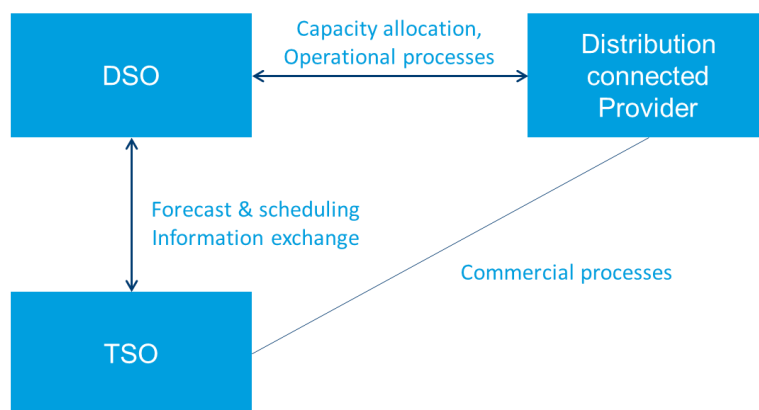 Capacity allocation,
Operational processes
DSO
Distribution
connected
Provider
Forecast & scheduling
Information exchange
Commercial processes
TSO